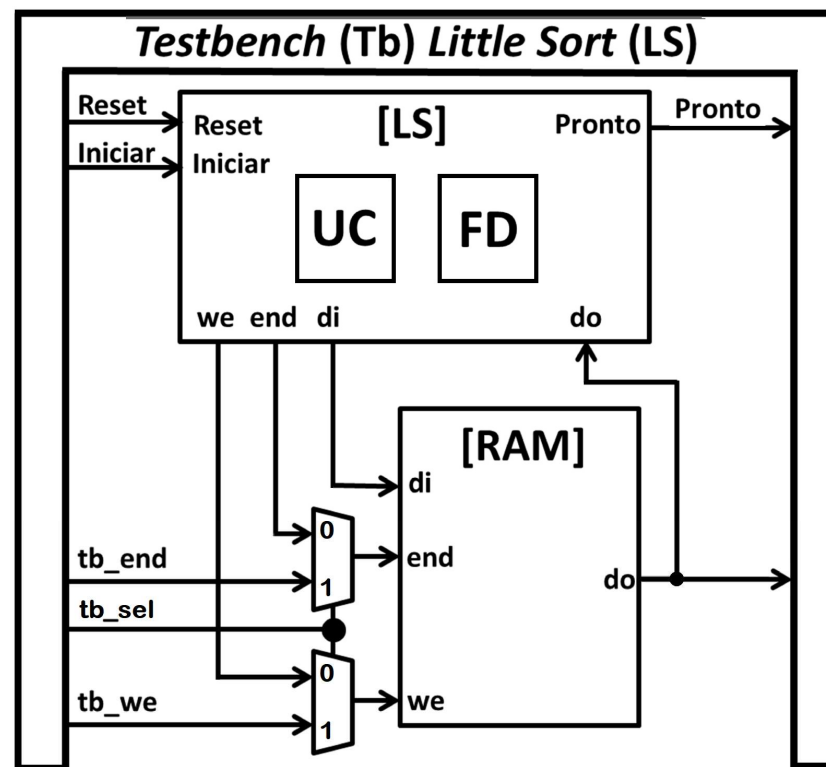 Testbench (Tb) Little Sort (LS)
Reset
Iniciar
[LS]
Reset
Iniciar
Pronto
Pronto
UC
FD
we end di do
[RAM]
di
end
do
we
0
1
0
1
tb_end
tb_sel
tb_we